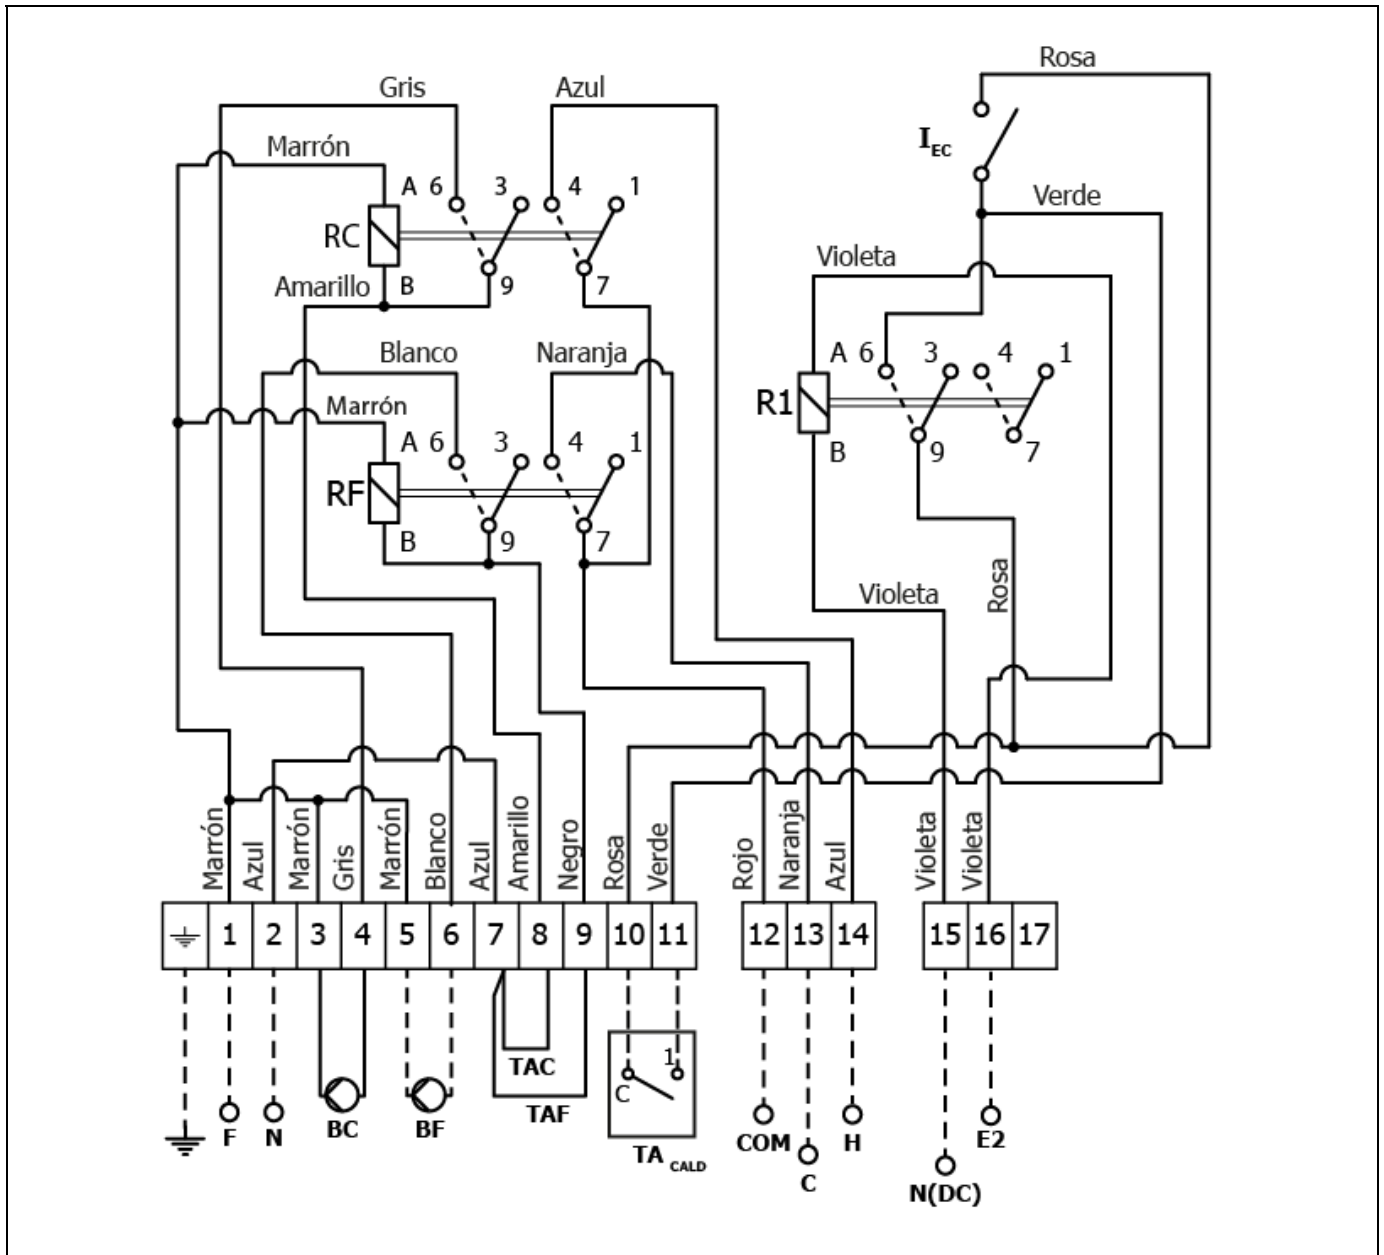 Rosa
Gris
Azul
I EC
Marrón
A 6 3 4 1
Verde
RC
Violeta
Amarillo B 9 7
Blanco
Naranja
A 6 3 4 1
Marrón
R1
A 6 3 4 1
B 9 7
RF
B 9 7
Rosa
Violeta
Marrón
Azul
Marrón
Gris
Marrón
Blanco
Azul
Amarillo
Negro
Rosa
Verde
Rojo
Naranja
Azul
Violeta
Violeta
1 2 3 4 5 6 7 8 9 10 11 12 13 14 15 16 17
TAC
C 1
TAF
F N BC BF
COM H E2
TA CALD
C
N(DC)